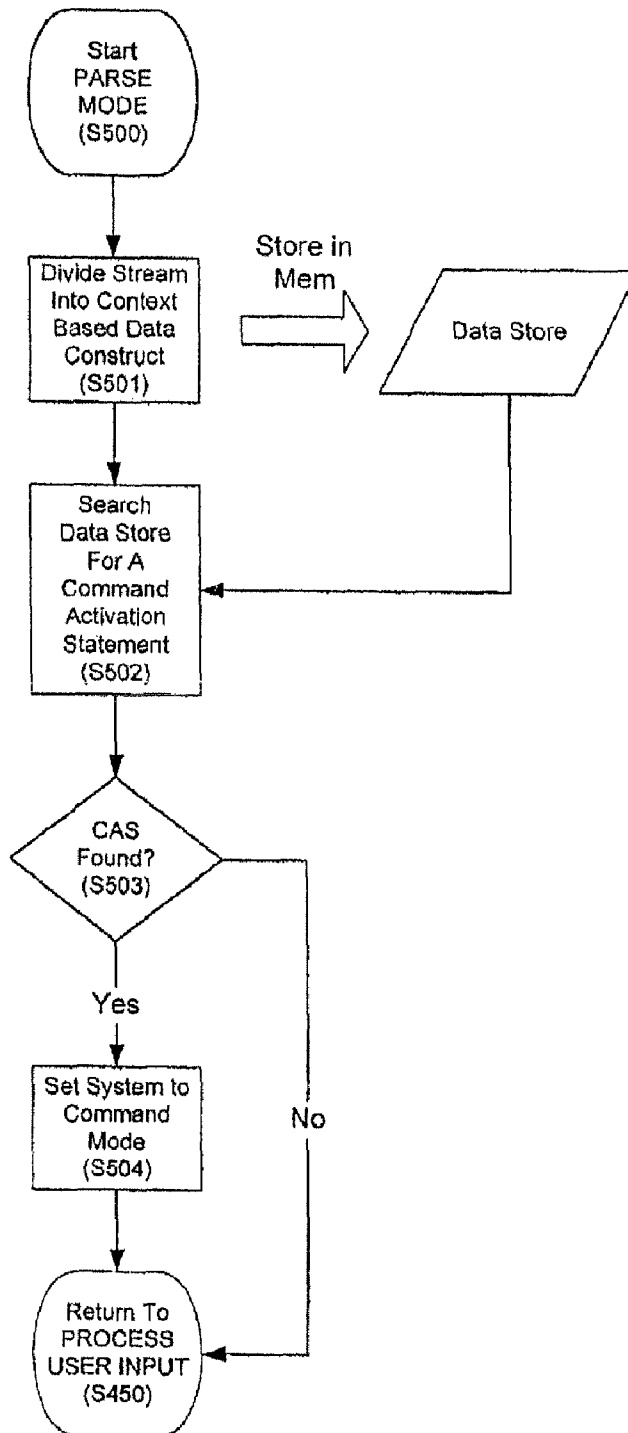 Start
PARSE
MODE
(S500)
Divide Stream
Into Context
Based Data
Construct
(S501)
Store in
Mem
Data Store
Search
Data Store
For A
Command
Activation
Statement
(S502)
CAS
Found?
(S503)
Yes
No
Set System to
Command
Mode
(S504)
Return To
PROCESS
USER INPUT
(S450)